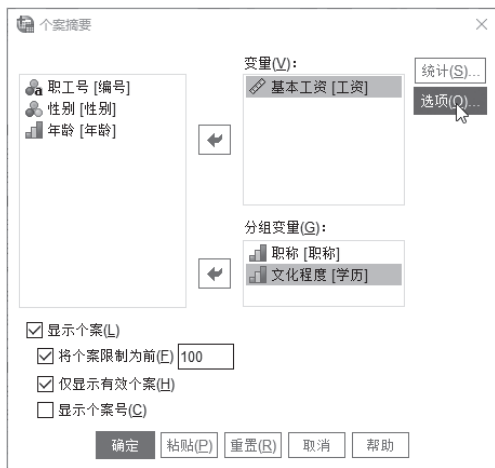 个案摘要
变量(V):
职工号 [编号]
性别 [性别]
年龄 [年龄]
基本工资 [工资]
统计(S)...
选项(O)...
分组变量(G):
职称 [职称]
文化程度 [学历]
显示个案(L)
将个案限制为前(F) 100
仅显示有效个案(H)
显示个案号(C)
确定 粘贴(P) 重置(R) 取消 帮助